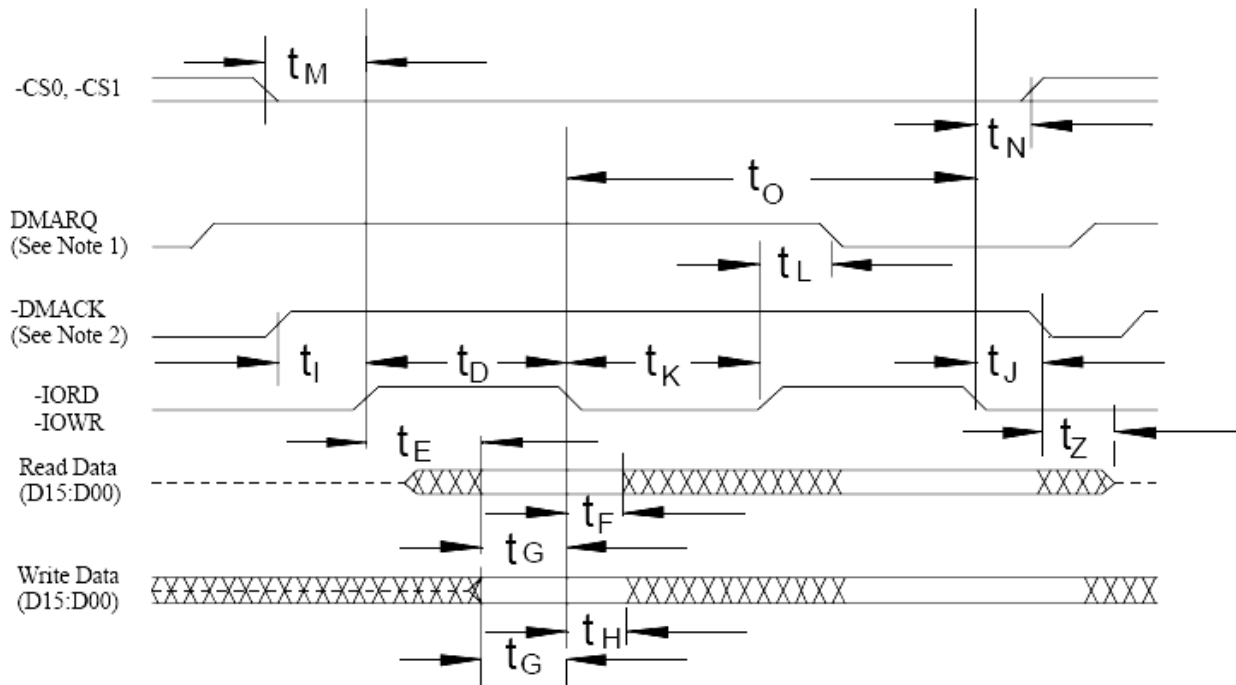 tM
-CS0, -CS1
tN
tO
DMARQ
(See Note 1)
tL
-DMACK
(See Note 2)
tI
tD
tK
tJ
-IORD
-IOWR
tE
tZ
Read Data
(D15:D00)
tF
tG
Write Data
(D15:D00)
tH
tG